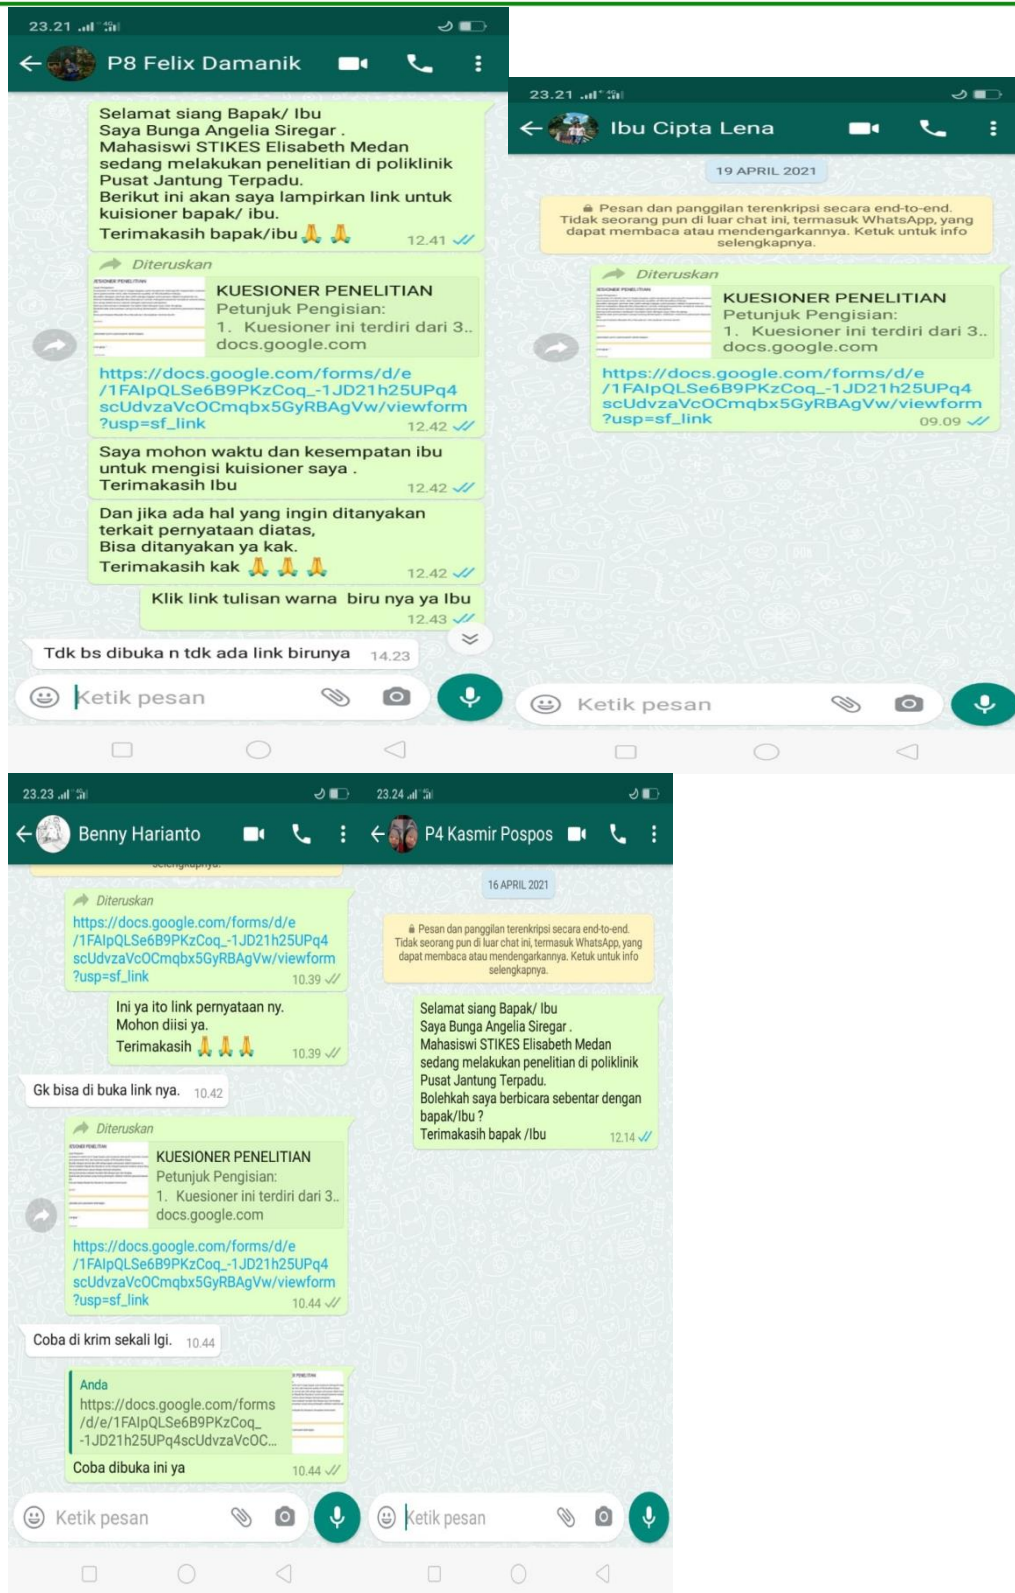 23.21
P8 Felix Damanik
Selamat siang Bapak/ Ibu
Saya Bunga Angelia Siregar .
Mahasiswi STIKES Elisabeth Medan
sedang melakukan penelitian di poliklinik
Pusat Jantung Terpadu.
Berikut ini akan saya lampirkan link untuk
kuisioner bapak/ ibu.
Terimakasih bapak/ibu🙏 🙏 12.41
Diteruskan
KUESIONER PENELITIAN
Petunjuk Pengisian:
1. Kuesioner ini terdiri dari 3..
docs.google.com
https://docs.google.com/forms/d/e
/1FAIpQLSe6B9PKzCoq_-1JD21h25UPq4
scUdvzaVcOCmqbx5GyRBAgVw/viewform
?usp=sf_link 12.42
Saya mohon waktu dan kesempatan ibu
untuk mengisi kuisioner saya .
Terimakasih Ibu 12.42
Dan jika ada hal yang ingin ditanyakan
terkait pernyataan diatas,
Bisa ditanyakan ya kak.
Terimakasih kak 🙏 🙏 🙏 12.42
Klik link tulisan warna biru nya ya Ibu
12.43
Tdk bs dibuka n tdk ada link birunya 14.23
Ketik pesan
23.21
Ibu Cipta Lena
19 APRIL 2021
Pesan dan panggilan terenkripsi secara end-to-end.
Tidak seorang pun di luar chat ini, termasuk WhatsApp, yang
dapat membaca atau mendengarkannya. Ketuk untuk info
selengkapnya.
Diteruskan
KUESIONER PENELITIAN
Petunjuk Pengisian:
1. Kuesioner ini terdiri dari 3..
docs.google.com
https://docs.google.com/forms/d/e
/1FAIpQLSe6B9PKzCoq_-1JD21h25UPq4
scUdvzaVcOCmqbx5GyRBAgVw/viewform
?usp=sf_link 09.09
Ketik pesan
23.23
Benny Harianto
selengkapnya.
Diteruskan
https://docs.google.com/forms/d/e
/1FAIpQLSe6B9PKzCoq_-1JD21h25UPq4
scUdvzaVcOCmqbx5GyRBAgVw/viewform
?usp=sf_link 10.39
Ini ya ito link pernyataan ny.
Mohon diisi ya.
Terimakasih 🙏 🙏 🙏 10.39
Gk bisa di buka link nya. 10.42
Diteruskan
KUESIONER PENELITIAN
Petunjuk Pengisian:
1. Kuesioner ini terdiri dari 3..
docs.google.com
https://docs.google.com/forms/d/e
/1FAIpQLSe6B9PKzCoq_-1JD21h25UPq4
scUdvzaVcOCmqbx5GyRBAgVw/viewform
?usp=sf_link 10.44
Coba di krim sekali lgi. 10.44
Anda
https://docs.google.com/forms
/d/e/1FAIpQLSe6B9PKzCoq_
-1JD21h25UPq4scUdvzaVcOC...
Coba dibuka ini ya 10.44
Ketik pesan
23.24
P4 Kasmir Pospos
16 APRIL 2021
Pesan dan panggilan terenkripsi secara end-to-end.
Tidak seorang pun di luar chat ini, termasuk WhatsApp, yang
dapat membaca atau mendengarkannya. Ketuk untuk info
selengkapnya.
Selamat siang Bapak/ Ibu
Saya Bunga Angelia Siregar .
Mahasiswi STIKES Elisabeth Medan
sedang melakukan penelitian di poliklinik
Pusat Jantung Terpadu.
Bolehkah saya berbicara sebentar dengan
bapak/Ibu ?
Terimakasih bapak /Ibu 12.14
Ketik pesan